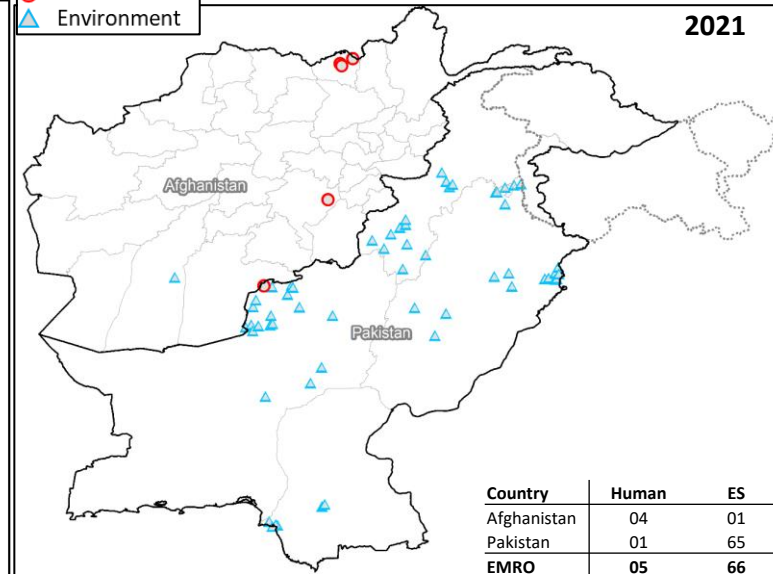 Environment
2021
Afghanistan
Pakistan
Country Human ES
Afghanistan 04 01
Pakistan 01 65
EMRO 05 66